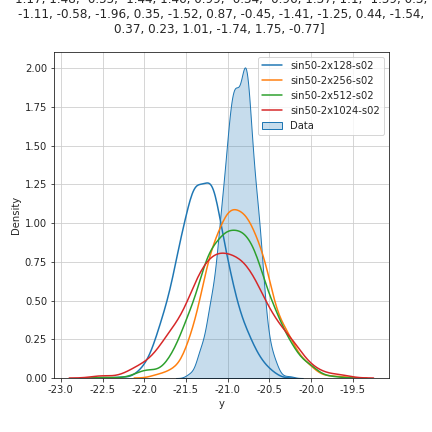 -1.11, -0.58, -1.96, 0.35, -1.52, 0.87, -0.45, -1.41, -1.25, 0.44, -1.54,
0.37, 0.23, 1.01, -1.74, 1.75, -0.77]
2.00
1.75
1.50
1.25
1.00
0.75
0.50
0.25
0.00
Density
sin50-2x128-s02
sin50-2x256-s02
sin50-2x512-s02
sin50-2x1024-s02
Data
-23.0 -22.5 -22.0 -21.5 -21.0 -20.5 -20.0 -19.5
y